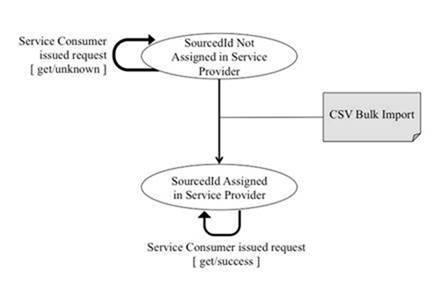 Service Consumer
issued request
[ get/unknown ]
SourcedId Not
Assigned in Service
Provider
CSV Bulk Import
SourcedId Assigned
in Service Provider
Service Consumer issued request
[ get/success ]